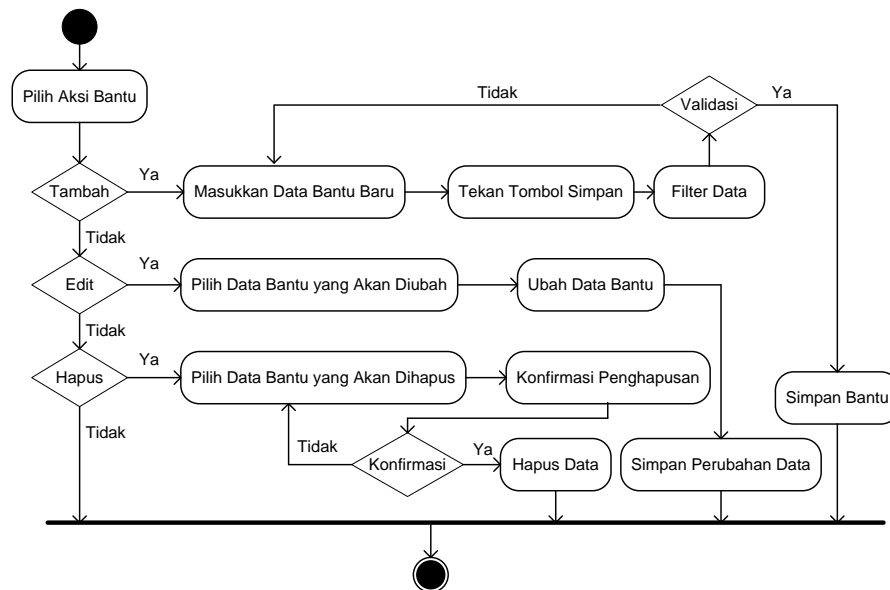 Pilih Aksi Bantu
Tidak
Validasi
Ya
Tambah
Ya
Masukkan Data Bantu Baru
Tekan Tombol Simpan
Filter Data
Tidak
Edit
Ya
Pilih Data Bantu yang Akan Diubah
Ubah Data Bantu
Tidak
Hapus
Ya
Pilih Data Bantu yang Akan Dihapus
Konfirmasi Penghapusan
Simpan Bantu
Tidak
Tidak
Konfirmasi
Ya
Hapus Data
Simpan Perubahan Data